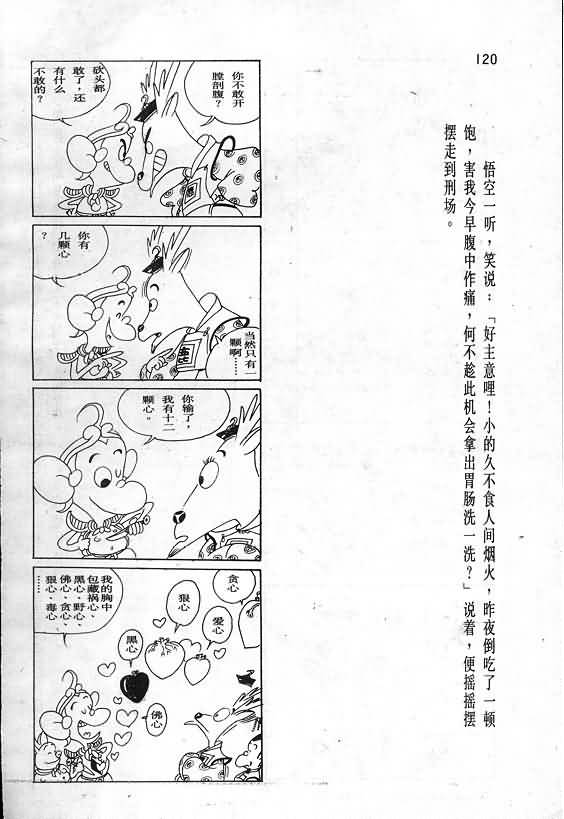 120
悟空一听，笑说：「好主意哩！小的久不食人间烟火，昨夜倒吃了一顿
饱，害我今早腹中作痛，何不趁此机会拿出胃肠洗一洗？」说着，便摇摇摆
摆走到刑场。
你不敢开
膛剖腹？
砍头都
敢了，还
有什么
不敢的？
你有
几颗心
？
当然只有一
颗啊……
你输了，
我有十二
颗心。
我的胸中
包藏祸心、
黑心、野心、
佛心、贪心、
狠心、毒心
……
贪心
狠心
爱心
黑心
佛心